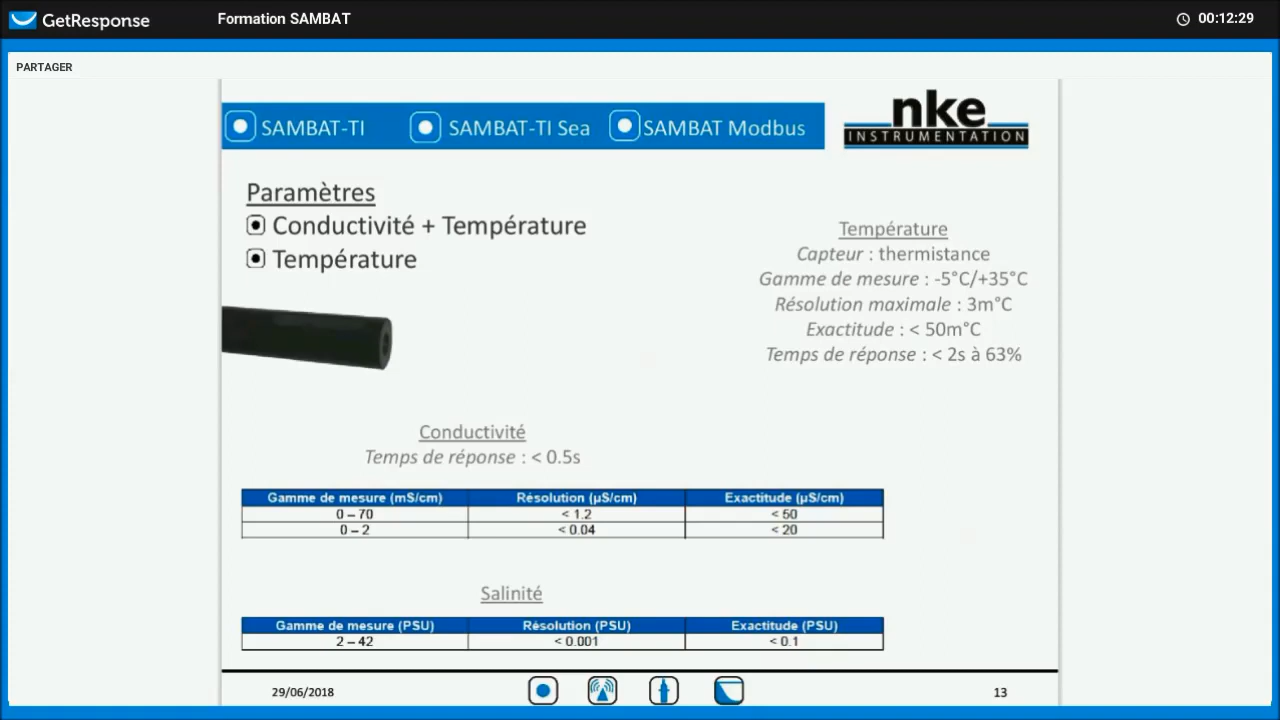 GetResponse
Formation SAMBAT
00:12:29
PARTAGER
SAMBAT-TI SAMBAT-TI Sea SAMBAT Modbus
nke
INSTRUMENTATION
Paramètres
Conductivité + Température
Température
Température
Capteur : thermistance
Gamme de mesure : -5°C/+35°C
Résolution maximale : 3m°C
Exactitude : < 50m°C
Temps de réponse : < 2s à 63%
Conductivité
Temps de réponse : < 0.5s
Gamme de mesure (mS/cm) Résolution (µS/cm) Exactitude (µS/cm)
0 – 70 < 1.2 < 50
0 – 2 < 0.04 < 20
Salinité
Gamme de mesure (PSU) Résolution (PSU) Exactitude (PSU)
2 – 42 < 0.001 < 0.1
29/06/2018
13